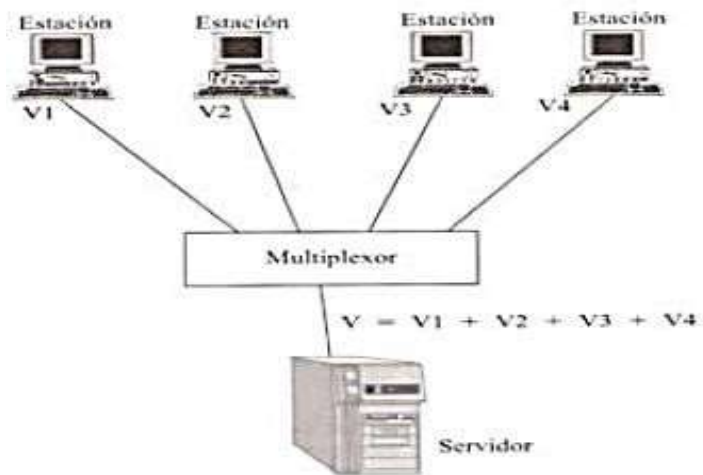 Estación Estación Estación Estación
V1 V2 V3 V4
Multiplexor
V = V1 + V2 + V3 + V4
Servidor